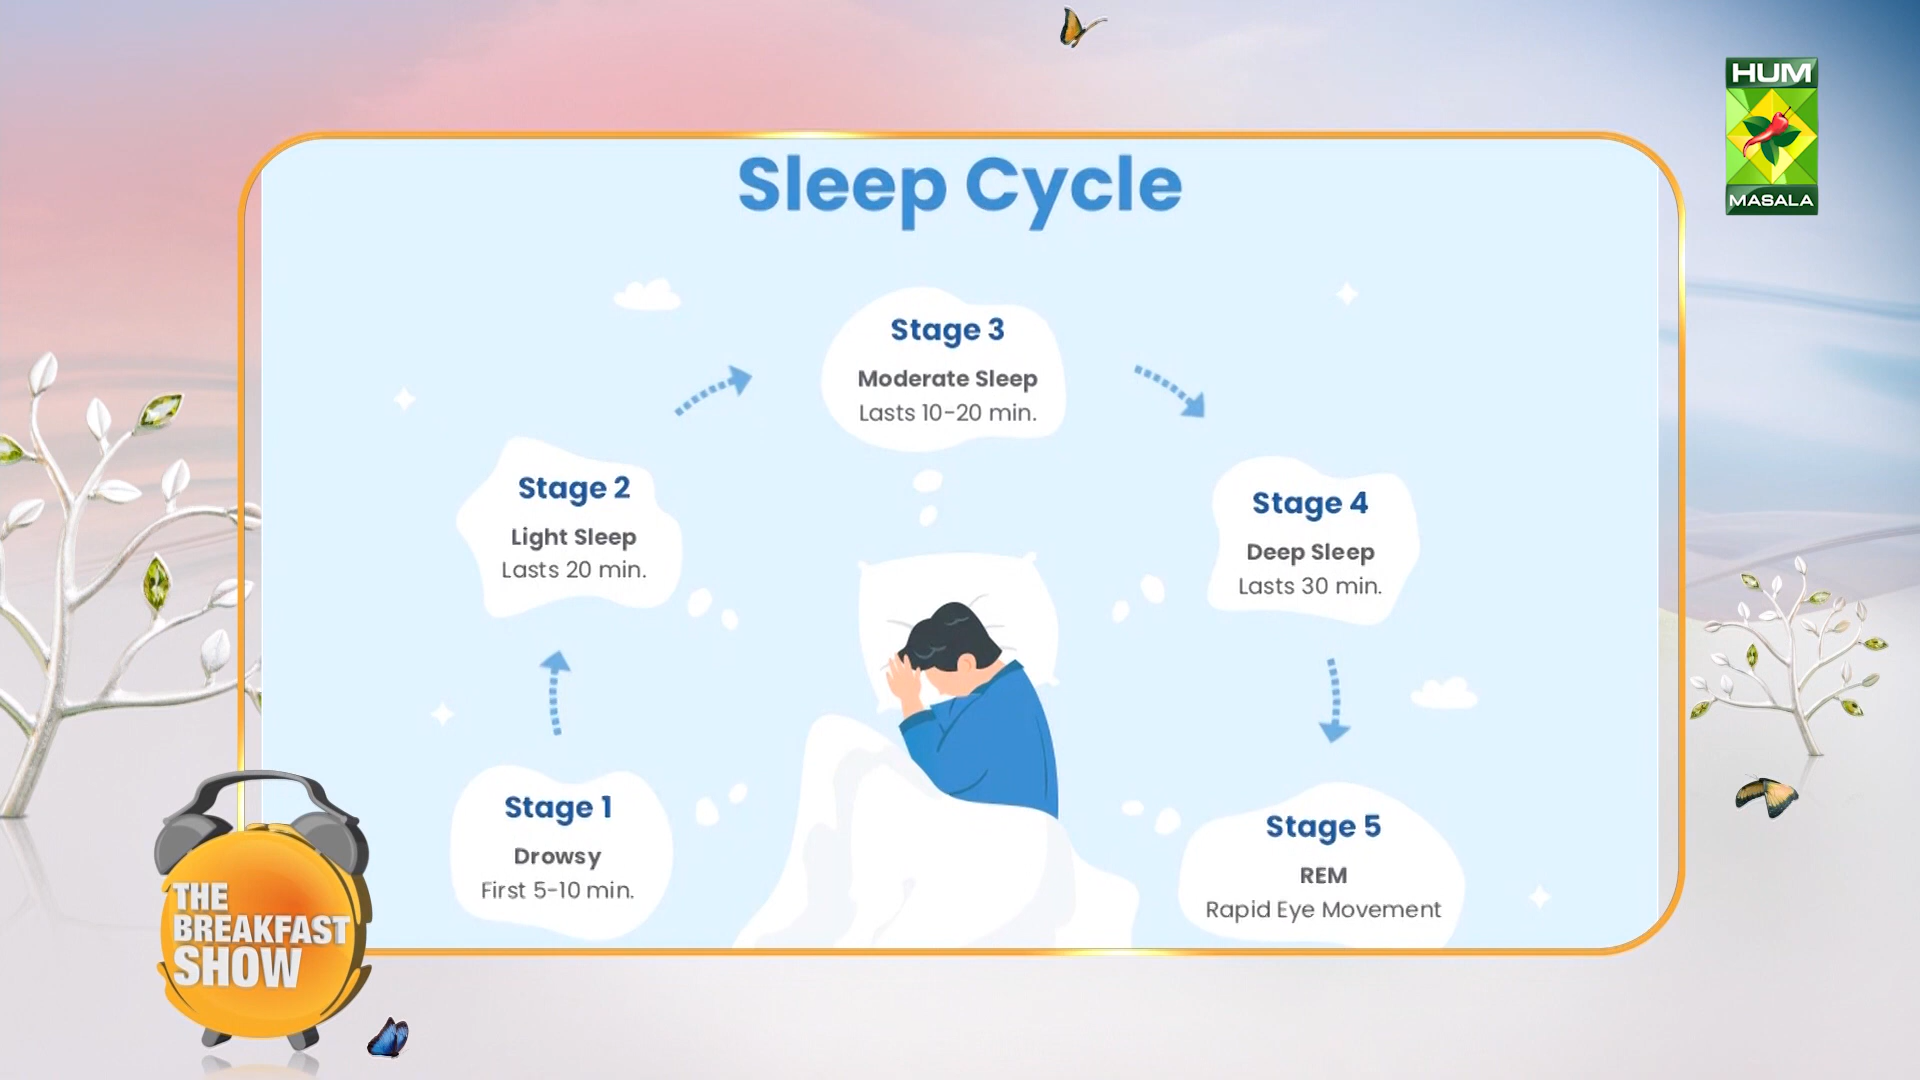 HUM
MASALA
Sleep Cycle
Stage 3
Moderate Sleep
Lasts 10-20 min.
Stage 2
Light Sleep
Lasts 20 min.
Stage 4
Deep Sleep
Lasts 30 min.
Stage 1
Drowsy
First 5-10 min.
Stage 5
REM
Rapid Eye Movement
THE
BREAKFAST
SHOW